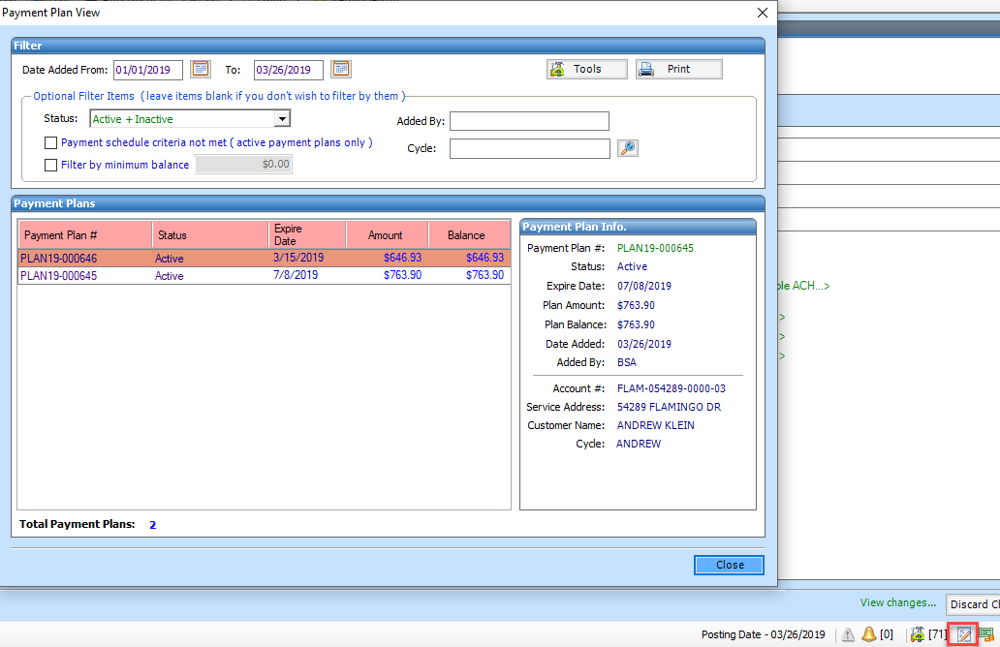 Payment Plan View
Filter
Date Added From: 01/01/2019 To: 03/26/2019 Tools Print
Optional Filter Items ( leave items blank if you don't wish to filter by them )
Status: Active + Inactive Added By:
Payment schedule criteria not met ( active payment plans only ) Cycle:
Filter by minimum balance $0.00
Payment Plans
Payment Plan # Status Expire Date Amount Balance
PLAN19-000646 Active 3/15/2019 $646.93 $646.93
PLAN19-000645 Active 7/8/2019 $763.90 $763.90
Total Payment Plans: 2
Payment Plan Info.
Payment Plan #: PLAN19-000645
Status: Active
Expire Date: 07/08/2019
Plan Amount: $763.90
Plan Balance: $763.90
Date Added: 03/26/2019
Added By: BSA
Account #: FLAM-054289-0000-03
Service Address: 54289 FLAMINGO DR
Customer Name: ANDREW KLEIN
Cycle: ANDREW
Close
ble ACH...>
>
>
>
View changes... Discard Ch
Posting Date - 03/26/2019 [0] [71]